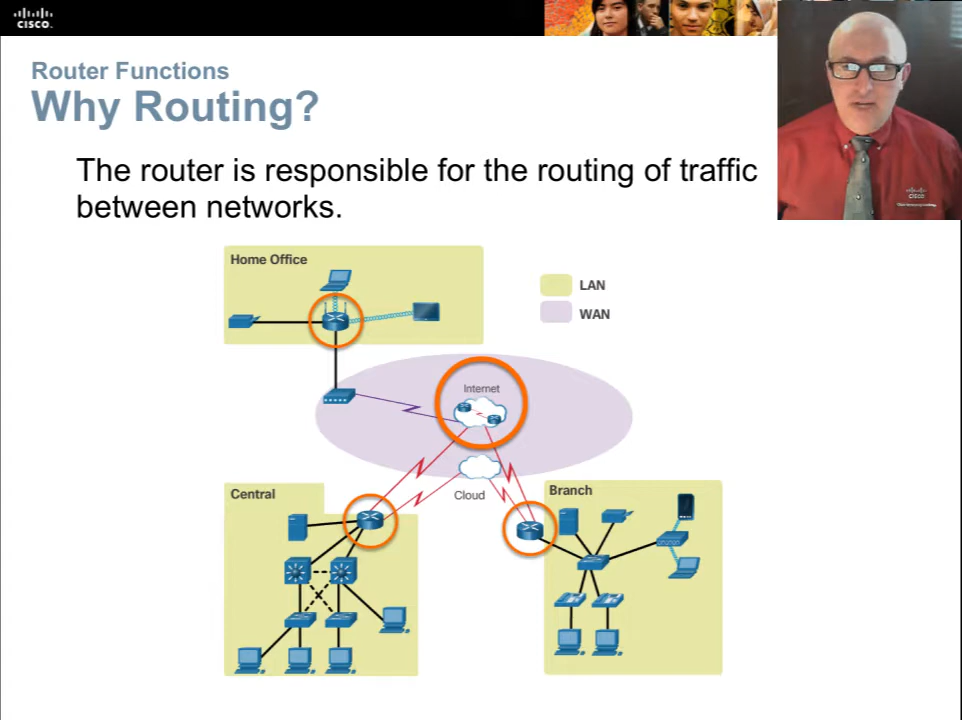 CISCO.
Router Functions
Why Routing?
The router is responsible for the routing of traffic
between networks.
Home Office
LAN
WAN
Internet
Cloud
Central
Branch
CISCO